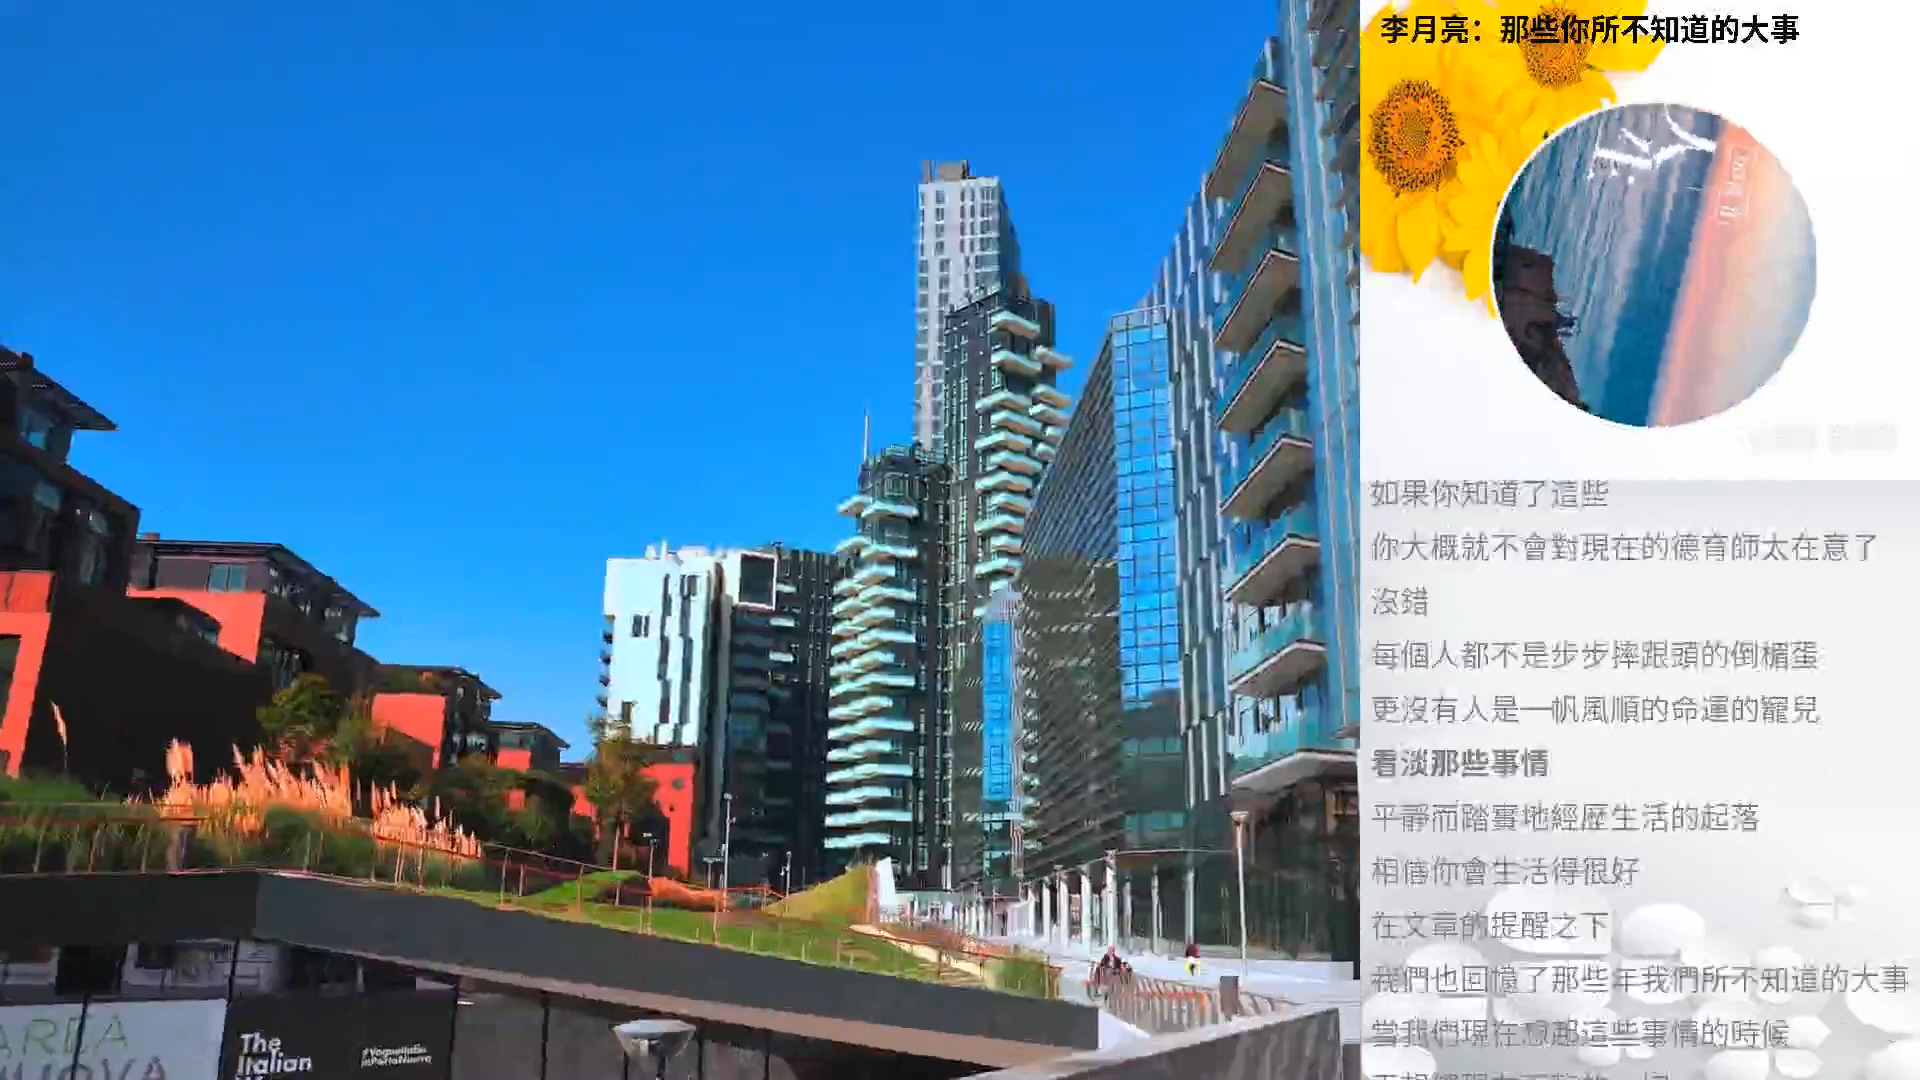 李月亮：那些你所不知道的大事
如果你知道了這些
你大概就不會對現在的德育師太在意了
沒錯
每個人都不是步步摔跟頭的倒楣蛋
更沒有人是一帆風順的命運的寵兒
看淡那些事情
平靜而踏實地經歷生活的起落
相信你會生活得很好
在文章的提醒之下
我們也回憶了那些年我們所不知道的大事
當我們現在想起這些事情的時候
AREA
NUOVA
The
Italian
#VogueItalia
inPortaNuova